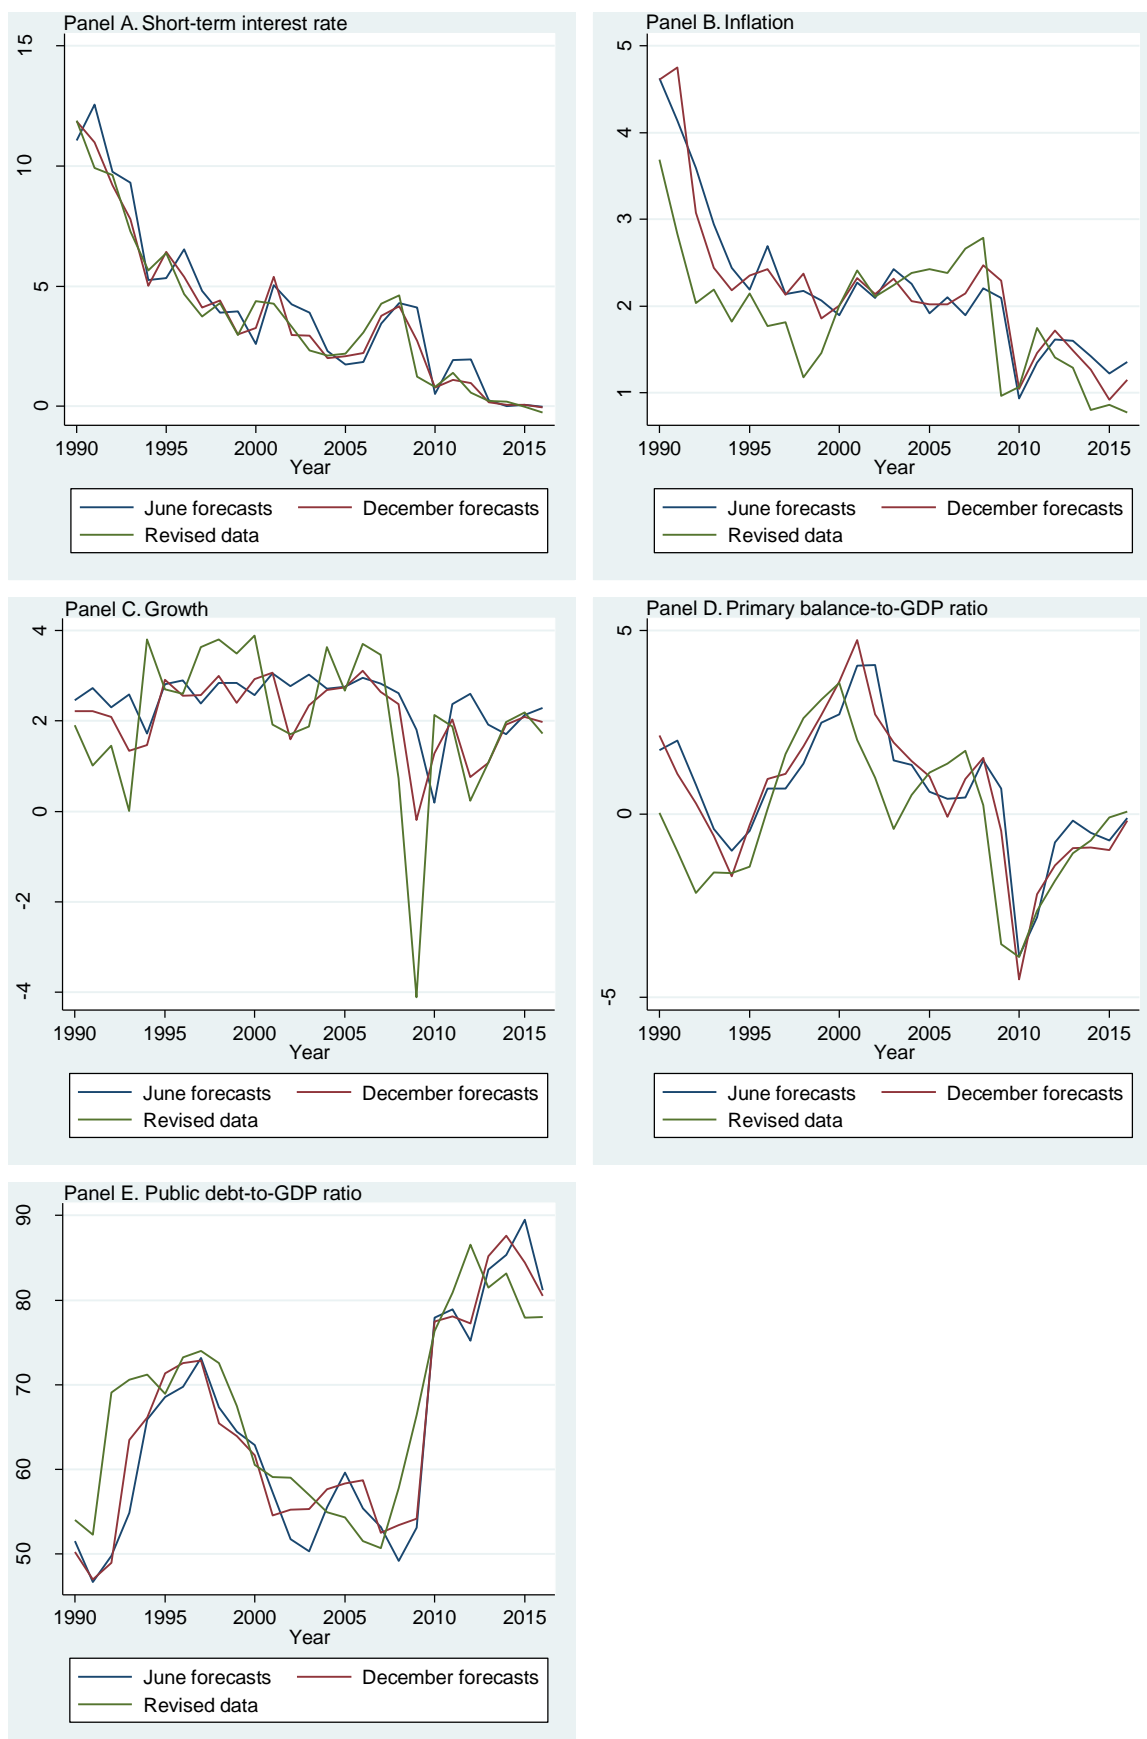 Panel A. Short-term interest rate
15
10
5
0
1990 1995 2000 2005 2010 2015
Year
June forecasts December forecasts
Revised data
Panel B. Inflation
5
4
3
2
1
1990 1995 2000 2005 2010 2015
Year
June forecasts December forecasts
Revised data
Panel C. Growth
4
2
0
-2
-4
1990 1995 2000 2005 2010 2015
Year
June forecasts December forecasts
Revised data
Panel D. Primary balance-to-GDP ratio
5
0
-5
1990 1995 2000 2005 2010 2015
Year
June forecasts December forecasts
Revised data
Panel E. Public debt-to-GDP ratio
90
80
70
60
50
1990 1995 2000 2005 2010 2015
Year
June forecasts December forecasts
Revised data